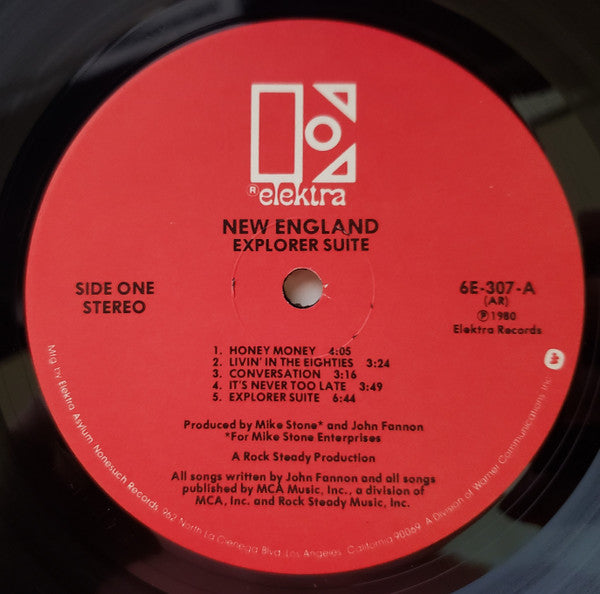 ® elektra
NEW ENGLAND
EXPLORER SUITE
SIDE ONE
STEREO
6E-307-A
(AR)
℗ 1980
Elektra Records
1. HONEY MONEY 4:05
2. LIVIN' IN THE EIGHTIES 3:24
3. CONVERSATION 3:16
4. IT'S NEVER TOO LATE 3:49
5. EXPLORER SUITE 6:44
Produced by Mike Stone* and John Fannon
*For Mike Stone Enterprises
A Rock Steady Production
All songs written by John Fannon and all songs
published by MCA Music, Inc., a division of
MCA, Inc. and Rock Steady Music, Inc.
Mfg. by Elektra Asylum Nonesuch Records, 962 North La Cienega Blvd., Los Angeles, California 90069. A Division of Warner Communications Inc.